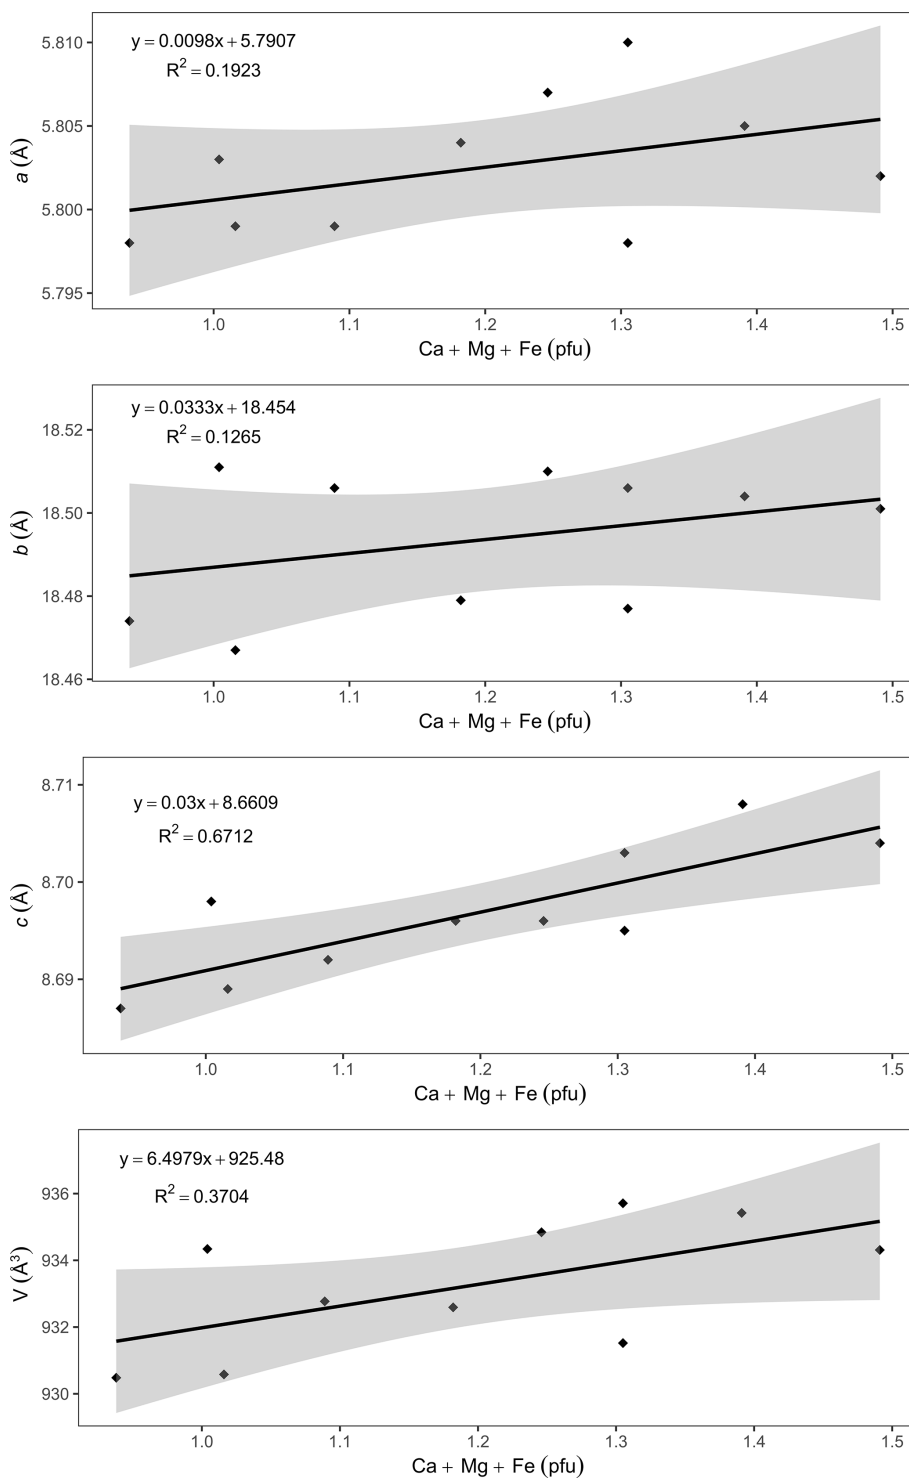 y = 0.0098x + 5.7907
R² = 0.1923
5.810
5.805
5.800
5.795
a (Å)
1.0 1.1 1.2 1.3 1.4 1.5
Ca + Mg + Fe (pfu)
y = 0.0333x + 18.454
R² = 0.1265
18.52
18.50
18.48
18.46
b (Å)
1.0 1.1 1.2 1.3 1.4 1.5
Ca + Mg + Fe (pfu)
y = 0.03x + 8.6609
R² = 0.6712
8.71
8.70
8.69
c (Å)
1.0 1.1 1.2 1.3 1.4 1.5
Ca + Mg + Fe (pfu)
y = 6.4979x + 925.48
R² = 0.3704
936
934
932
930
V (Å³)
1.0 1.1 1.2 1.3 1.4 1.5
Ca + Mg + Fe (pfu)